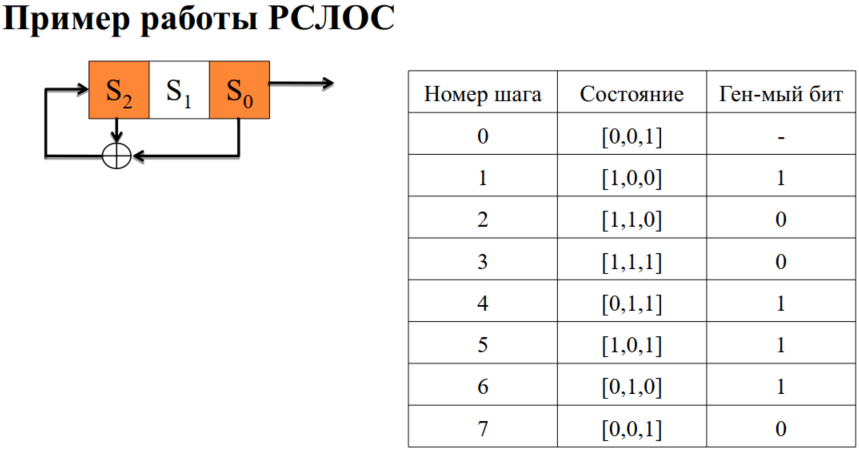 Пример работы РСЛОС
S2 S1 S0
Номер шага Состояние Ген-мый бит
0 [0,0,1] -
1 [1,0,0] 1
2 [1,1,0] 0
3 [1,1,1] 0
4 [0,1,1] 1
5 [1,0,1] 1
6 [0,1,0] 1
7 [0,0,1] 0